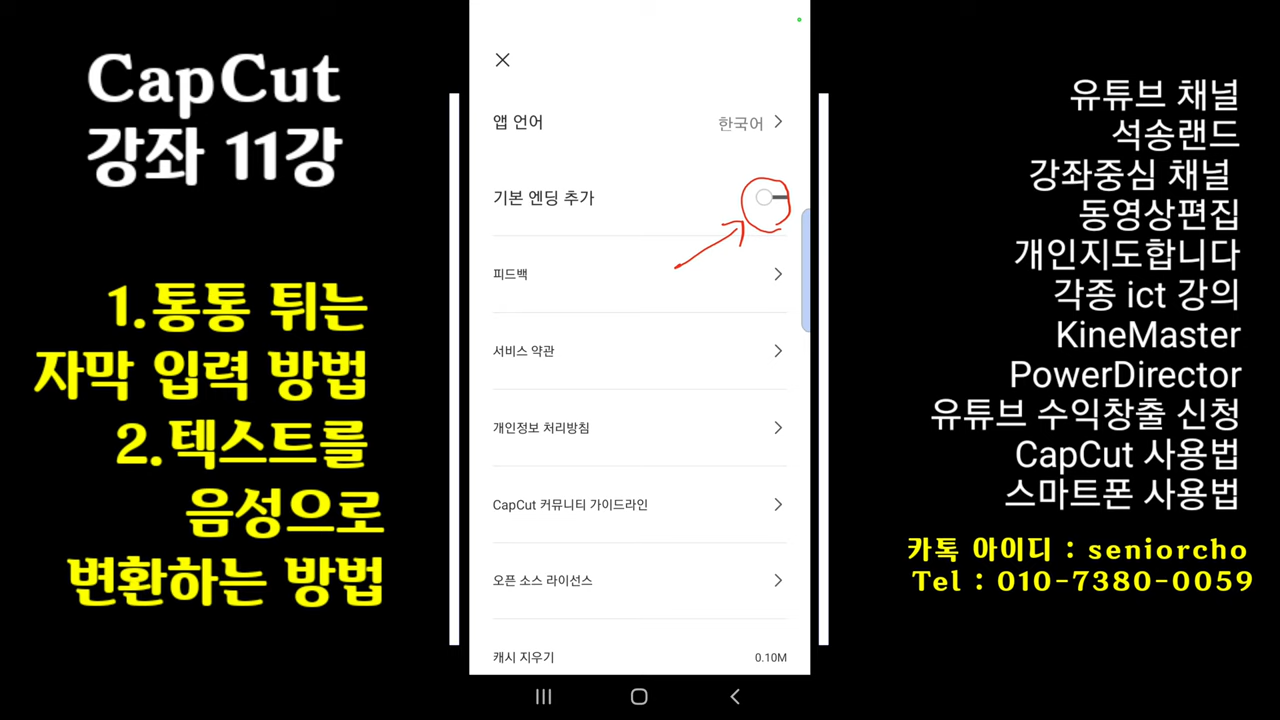 CapCut
강좌 11강
1.통통 튀는
자막 입력 방법
2.텍스트를
음성으로
변환하는 방법
앱 언어 한국어
기본 엔딩 추가
피드백
서비스 약관
개인정보 처리방침
CapCut 커뮤니티 가이드라인
오픈 소스 라이선스
캐시 지우기 0.10M
유튜브 채널
석송랜드
강좌중심 채널
동영상편집
개인지도합니다
각종 ict 강의
KineMaster
PowerDirector
유튜브 수익창출 신청
CapCut 사용법
스마트폰 사용법
카톡 아이디 : seniorcho
Tel : 010-7380-0059